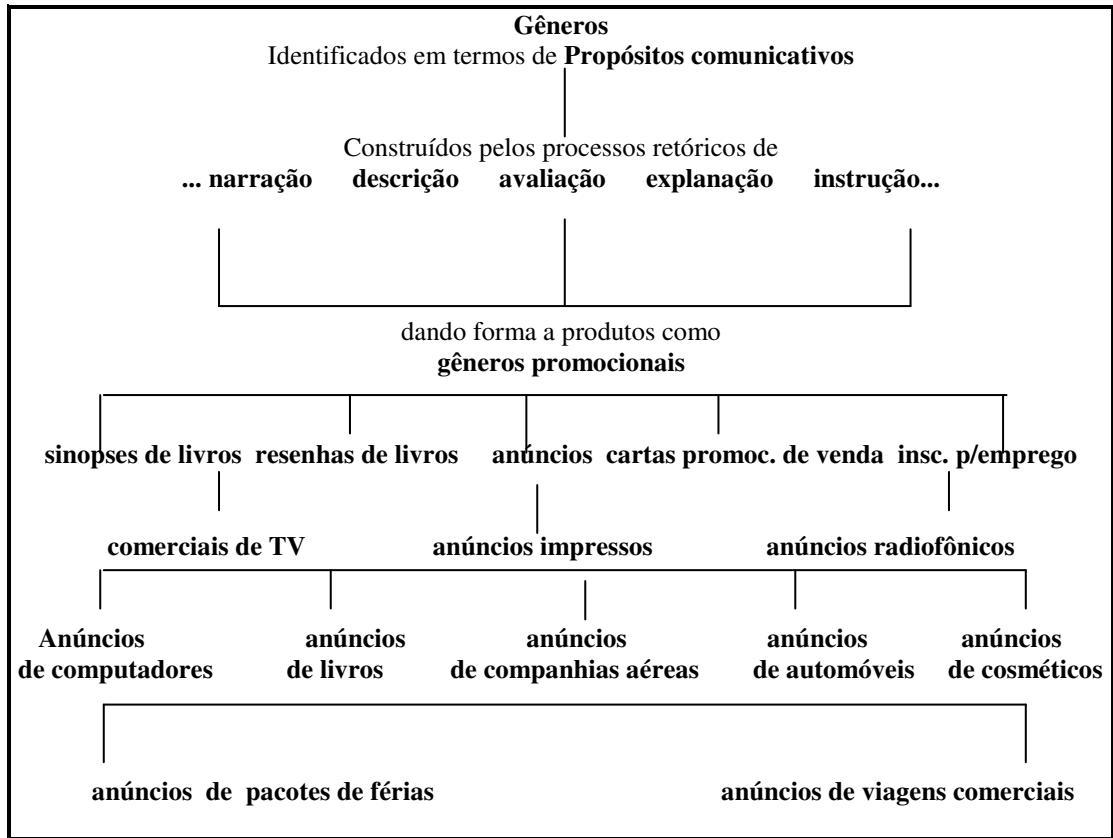 Gêneros
Identificados em termos de Propósitos comunicativos
Construídos pelos processos retóricos de
... narração descrição avaliação explanação instrução...
dando forma a produtos como
gêneros promocionais
sinopses de livros resenhas de livros anúncios cartas promoc. de venda insc. p/emprego
comerciais de TV anúncios impressos anúncios radiofônicos
Anúncios anúncios anúncios anúncios anúncios
de computadores de livros de companhias aéreas de automóveis de cosméticos
anúncios de pacotes de férias anúncios de viagens comerciais